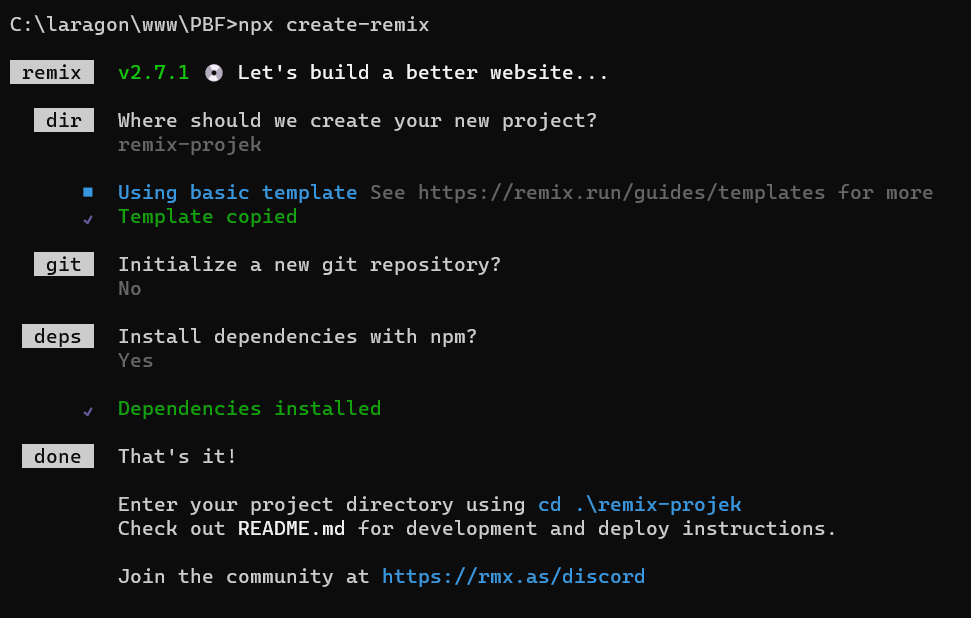 C:\laragon\www\PBF>npx create-remix
remix v2.7.1 💿 Let's build a better website...
dir Where should we create your new project?
remix-projek
Using basic template See https://remix.run/guides/templates for more
✓ Template copied
git Initialize a new git repository?
No
deps Install dependencies with npm?
Yes
✓ Dependencies installed
done That's it!
Enter your project directory using cd .\remix-projek
Check out README.md for development and deploy instructions.
Join the community at https://rmx.as/discord